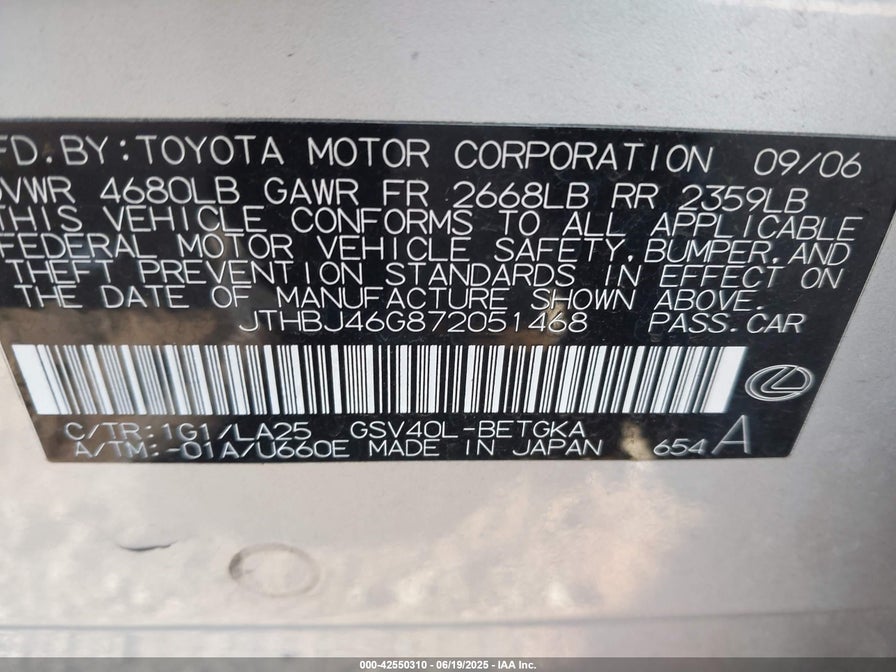 FD. BY: TOYOTA MOTOR CORPORATION 09/06
GVWR 4680LB GAWR FR 2668LB RR 2359LB
THIS VEHICLE CONFORMS TO ALL APPLICABLE
FEDERAL MOTOR VEHICLE SAFETY, BUMPER, AND
THEFT PREVENTION STANDARDS IN EFFECT ON
THE DATE OF MANUFACTURE SHOWN ABOVE.
JTHBJ46G872051468 PASS. CAR
C/TR: 1G1/LA25 GSV40L-BETGKA
A/TM: -01A/U660E MADE IN JAPAN 654 A
000-42550310 | 06/19/2025 - IAA Inc.